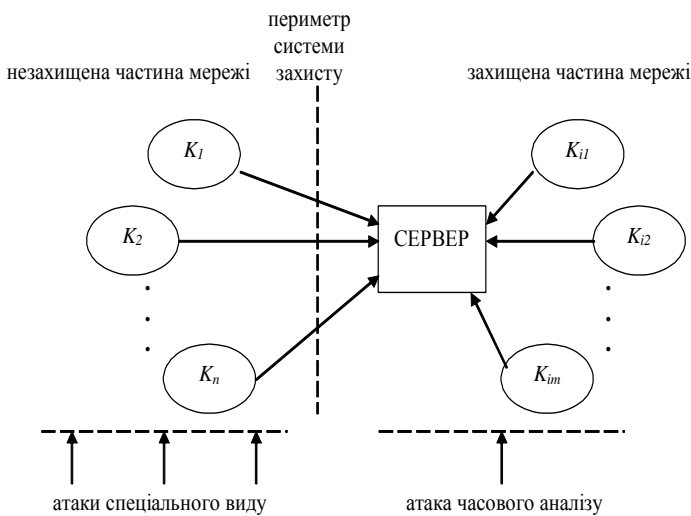 периметр
системи
захисту
незахищена частина мережі
захищена частина мережі
K1
Ki1
K2
СЕРВЕР
Ki2
Kn
Kim
атаки спеціального виду
атака часового аналізу